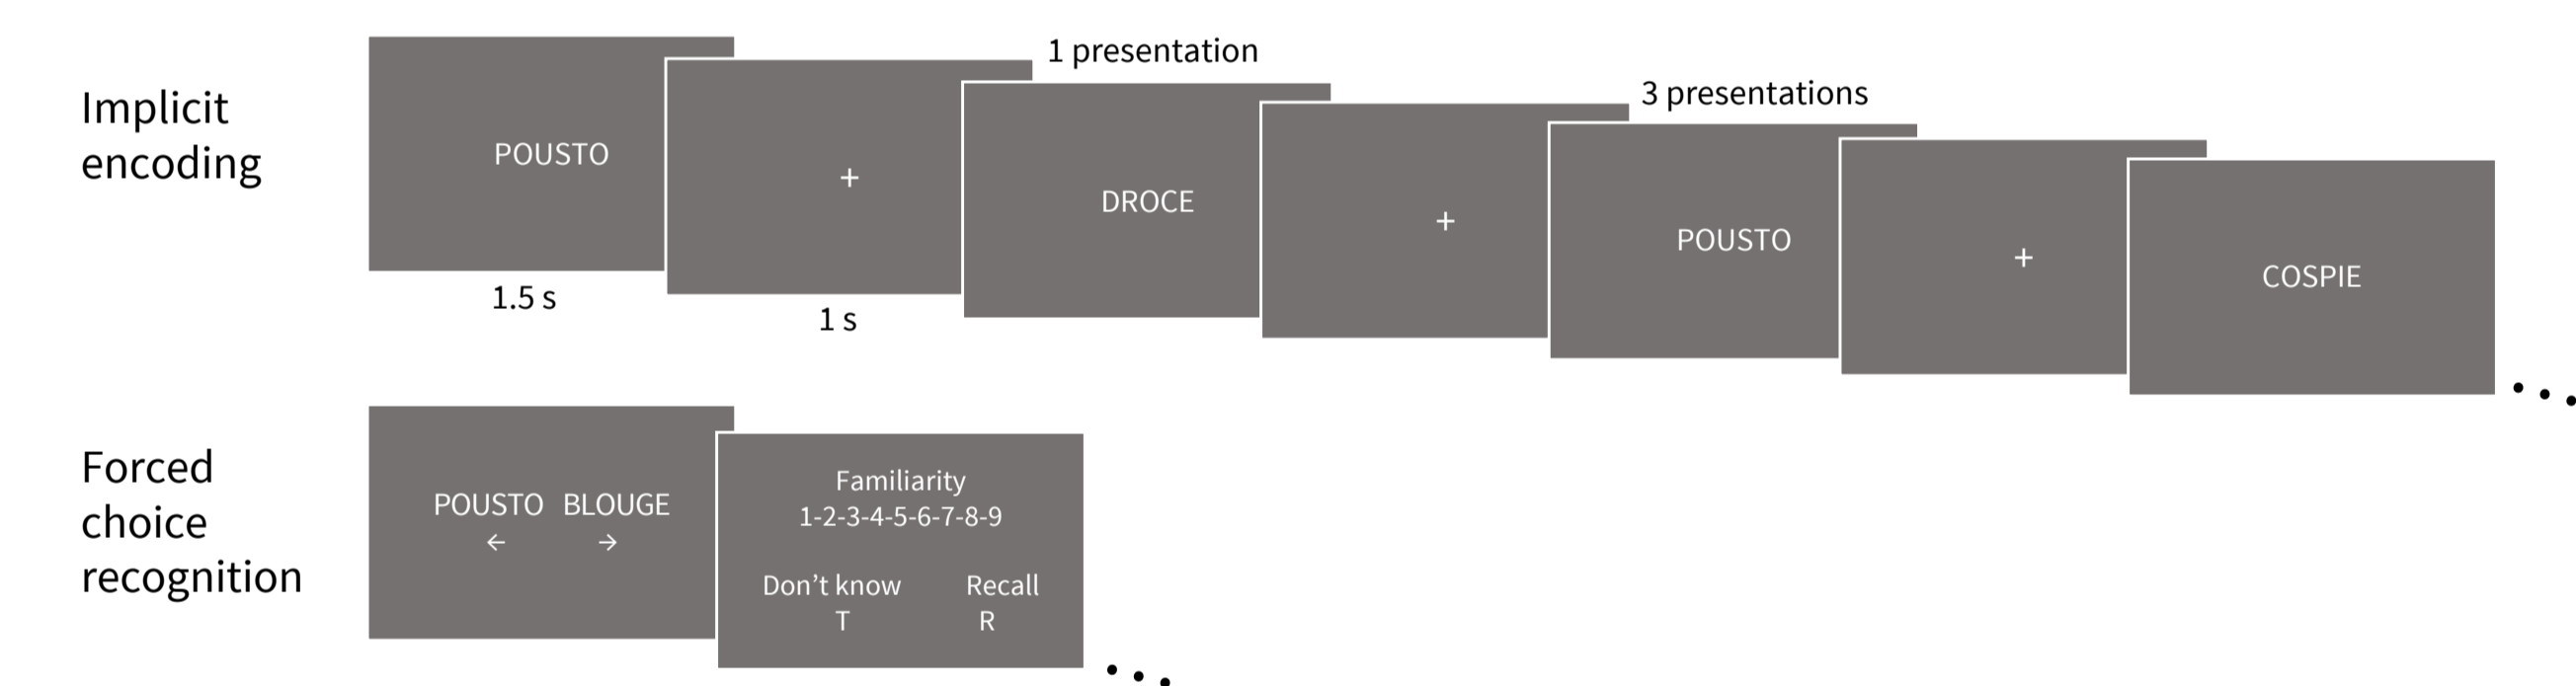 Implicit
encoding
POUSTO
1.5 s
+
1 s
1 presentation
DROCE
+
3 presentations
POUSTO
+
COSPIE
Forced
choice
recognition
POUSTO BLOUGE
← →
Familiarity
1-2-3-4-5-6-7-8-9
Don’t know Recall
T R